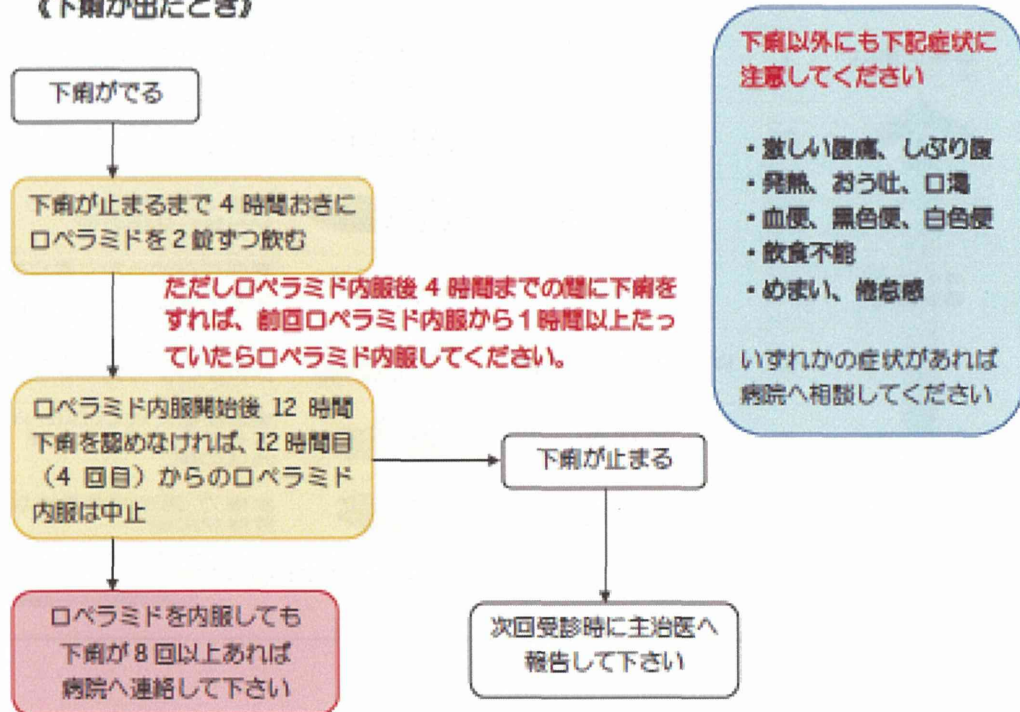 《下痢が出たとき》
下痢がでる
下痢が止まるまで 4 時間おきに
ロペラミドを 2 錠ずつ飲む
ただしロペラミド内服後 4 時間までの間に下痢を
すれば、前回ロペラミド内服から 1 時間以上たっ
ていたらロペラミド内服してください。
ロペラミド内服開始後 12 時間
下痢を認めなければ、12 時間目
（4 回目）からのロペラミド
内服は中止
下痢が止まる
ロペラミドを内服しても
下痢が 8 回以上あれば
病院へ連絡して下さい
次回受診時に主治医へ
報告して下さい
下痢以外にも下記症状に
注意してください
・激しい腹痛、しぶり腹
・発熱、おう吐、口渇
・血便、黒色便、白色便
・飲食不能
・めまい、倦怠感
いずれかの症状があれば
病院へ相談してください